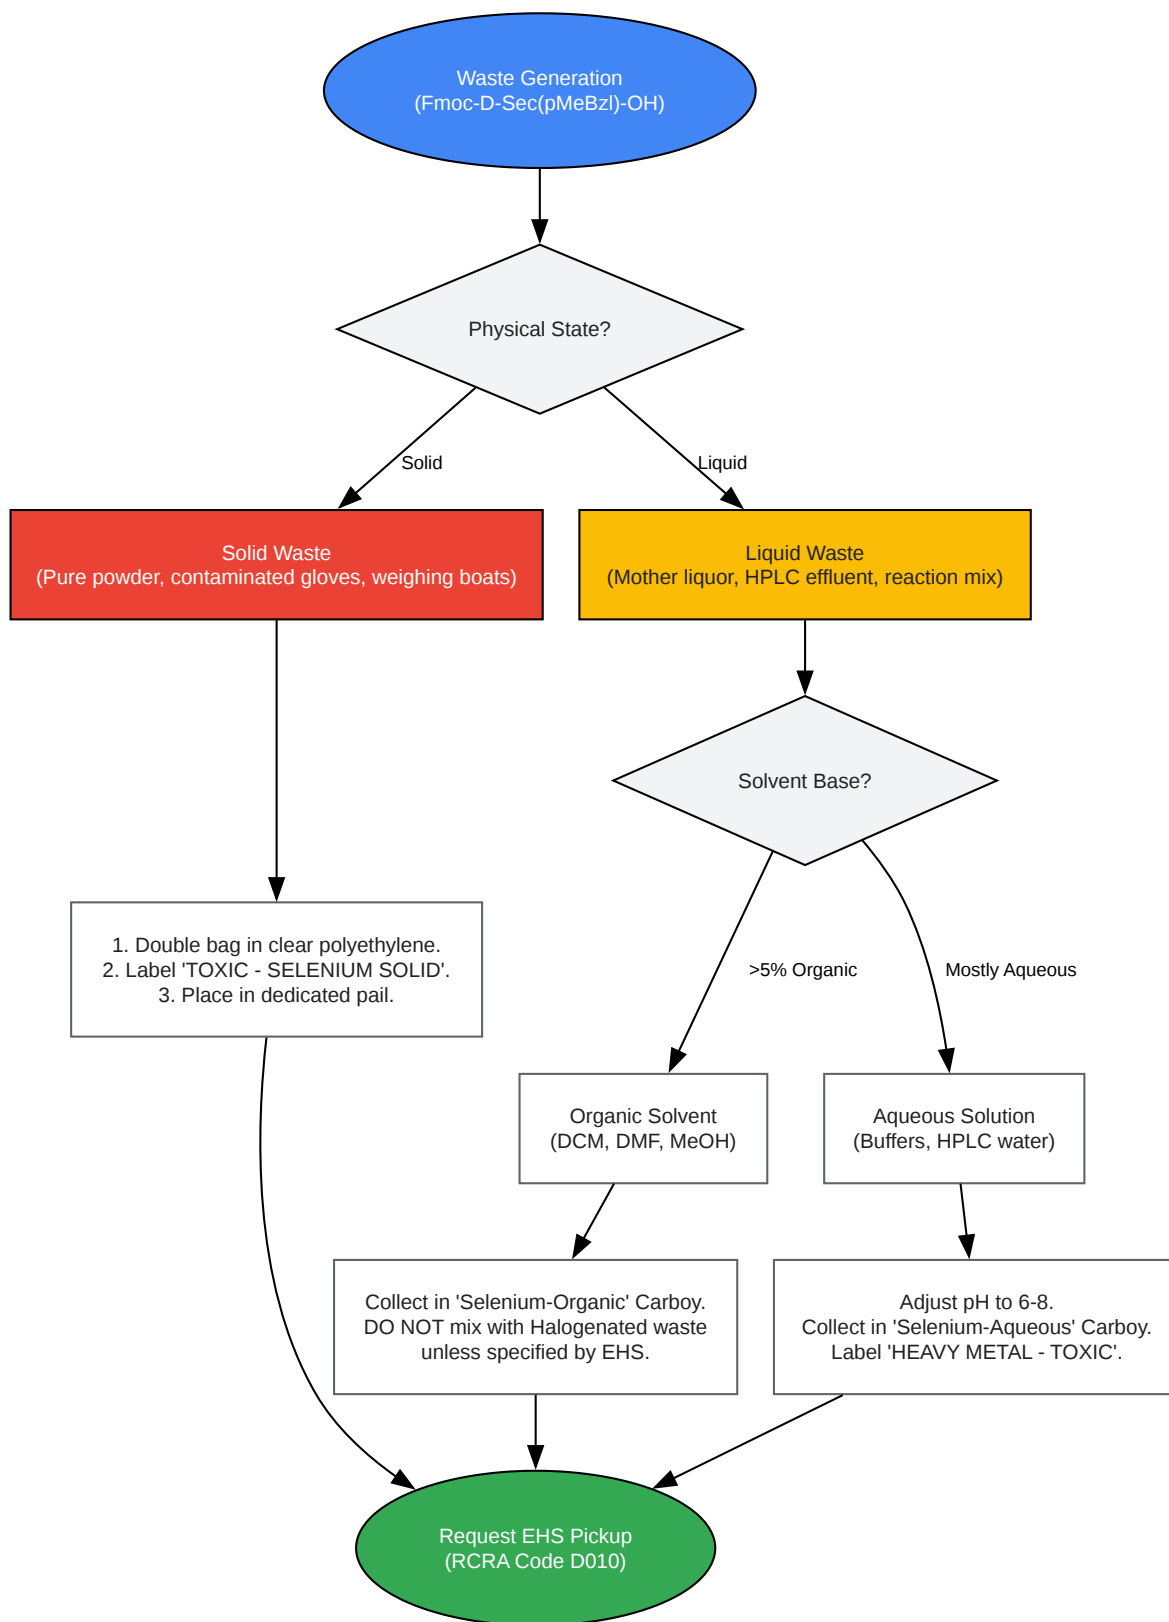 Waste Generation
(Fmoc-D-Sec(pMeBzl)-OH)
Physical State?
Solid
Liquid
Solid Waste
(Pure powder, contaminated gloves, weighing boats)
Liquid Waste
(Mother liquor, HPLC effluent, reaction mix)
Solvent Base?
1. Double bag in clear polyethylene.
2. Label 'TOXIC - SELENIUM SOLID'.
3. Place in dedicated pail.
>5% Organic
Mostly Aqueous
Organic Solvent
(DCM, DMF, MeOH)
Aqueous Solution
(Buffers, HPLC water)
Collect in 'Selenium-Organic' Carboy.
DO NOT mix with Halogenated waste
unless specified by EHS.
Adjust pH to 6-8.
Collect in 'Selenium-Aqueous' Carboy.
Label 'HEAVY METAL - TOXIC'.
Request EHS Pickup
(RCRA Code D010)